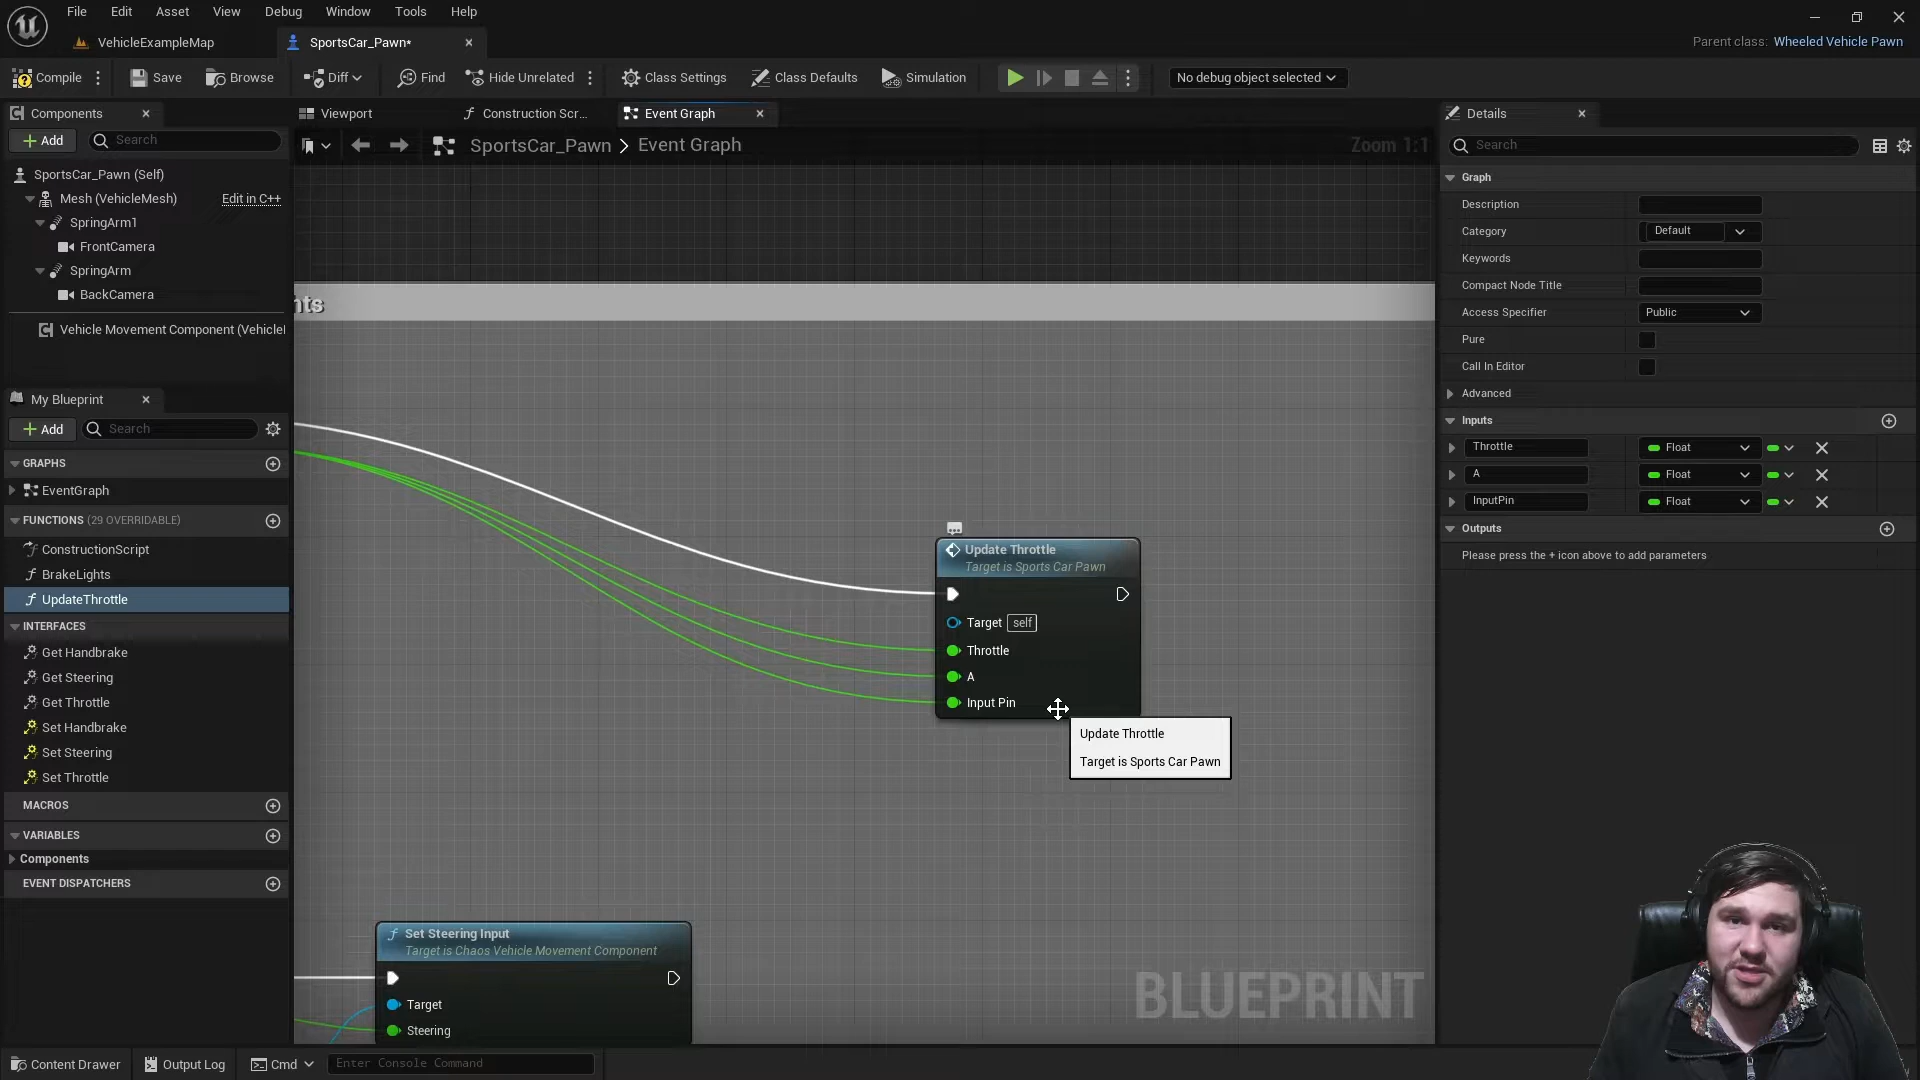 File Edit Asset View Debug Window Tools Help
VehicleExampleMap
SportsCar_Pawn*
Parent class: Wheeled Vehicle Pawn
Compile
Save
Browse
Diff
Find
Hide Unrelated
Class Settings
Class Defaults
Simulation
No debug object selected
Components
Add
Search
SportsCar_Pawn (Self)
Mesh (VehicleMesh)
Edit in C++
SpringArm1
FrontCamera
SpringArm
BackCamera
Vehicle Movement Component (Vehicle
My Blueprint
Add
Search
GRAPHS
EventGraph
FUNCTIONS (29 OVERRIDABLE)
ConstructionScript
BrakeLights
UpdateThrottle
INTERFACES
Get Handbrake
Get Steering
Get Throttle
Set Handbrake
Set Steering
Set Throttle
MACROS
VARIABLES
Components
EVENT DISPATCHERS
Viewport
Construction Scr...
Event Graph
SportsCar_Pawn > Event Graph
Zoom 1:1
hts
Update Throttle
Target is Sports Car Pawn
Target self
Throttle
A
Input Pin
Update Throttle
Target is Sports Car Pawn
Set Steering Input
Target is Chaos Vehicle Movement Component
Target
Steering
BLUEPRINT
Details
Search
Graph
Description
Category Default
Keywords
Compact Node Title
Access Specifier Public
Pure
Call In Editor
Advanced
Inputs
Throttle Float
A Float
InputPin Float
Outputs
Please press the + icon above to add parameters
Content Drawer
Output Log
Cmd
Enter Console Command